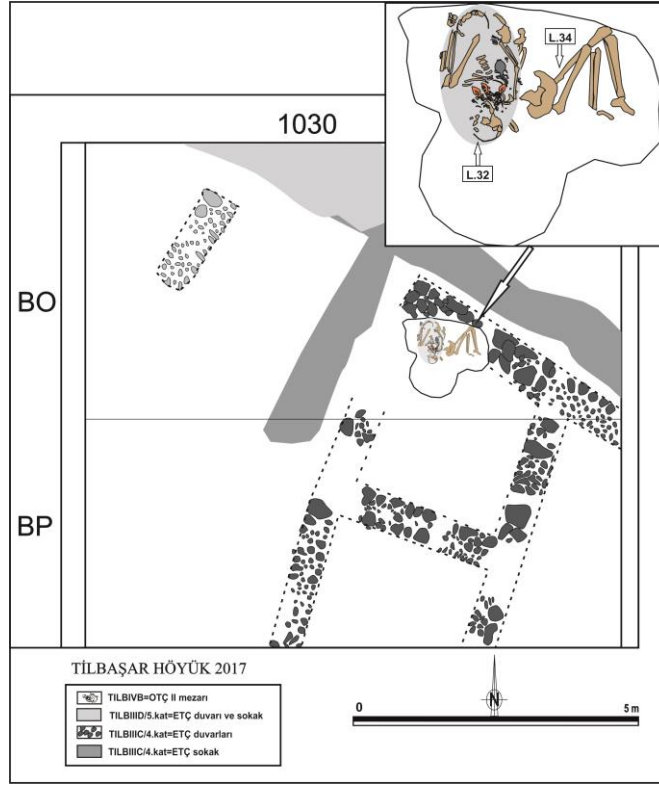 1030
L.34
L.32
BO
BP
TİLBAŞAR HÖYÜK 2017
TILBIVB=OTÇ II mezarı
TILBIIID/5.kat=ETÇ duvarı ve sokak
TILBIIIC/4.kat=ETÇ duvarları
TILBIIIC/4.kat=ETÇ sokak
N
0 5 m